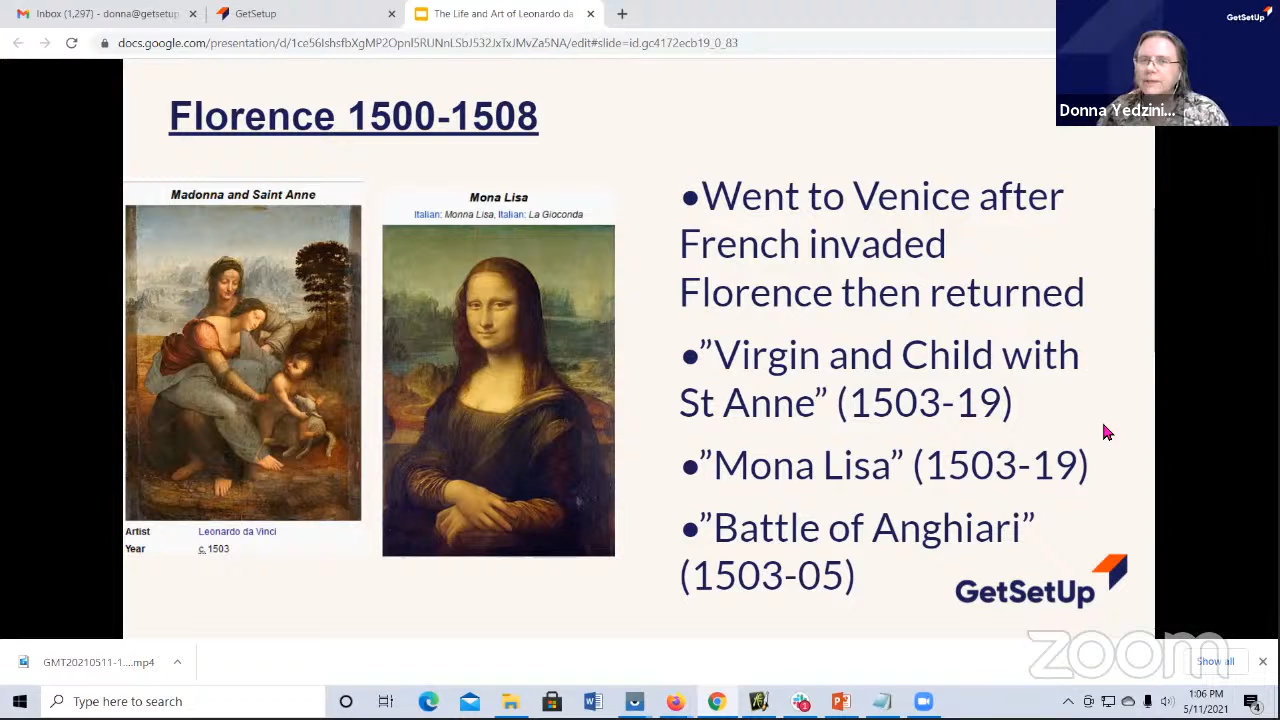 Inbox (1,297) - donna@getsetup
GetSetUp
The Life and Art of Leonardo da
docs.google.com/presentation/d/1ce56IshsfbXgMP2OpnI5RUNnLSbJ532JxTxJMvZa5NA/edit#slide=id.gc4172ecb19_0_83
GetSetUp
Donna Yedzini...
Florence 1500-1508
Madonna and Saint Anne
Artist Leonardo da Vinci
Year c. 1503
Mona Lisa
Italian: Monna Lisa, Italian: La Gioconda
●Went to Venice after
French invaded
Florence then returned
●”Virgin and Child with
St Anne” (1503-19)
●”Mona Lisa” (1503-19)
●”Battle of Anghiari”
(1503-05)
GetSetUp
zoom
GMT20210511-1....mp4
Show all
Type here to search
1
1:06 PM
5/11/2021
4